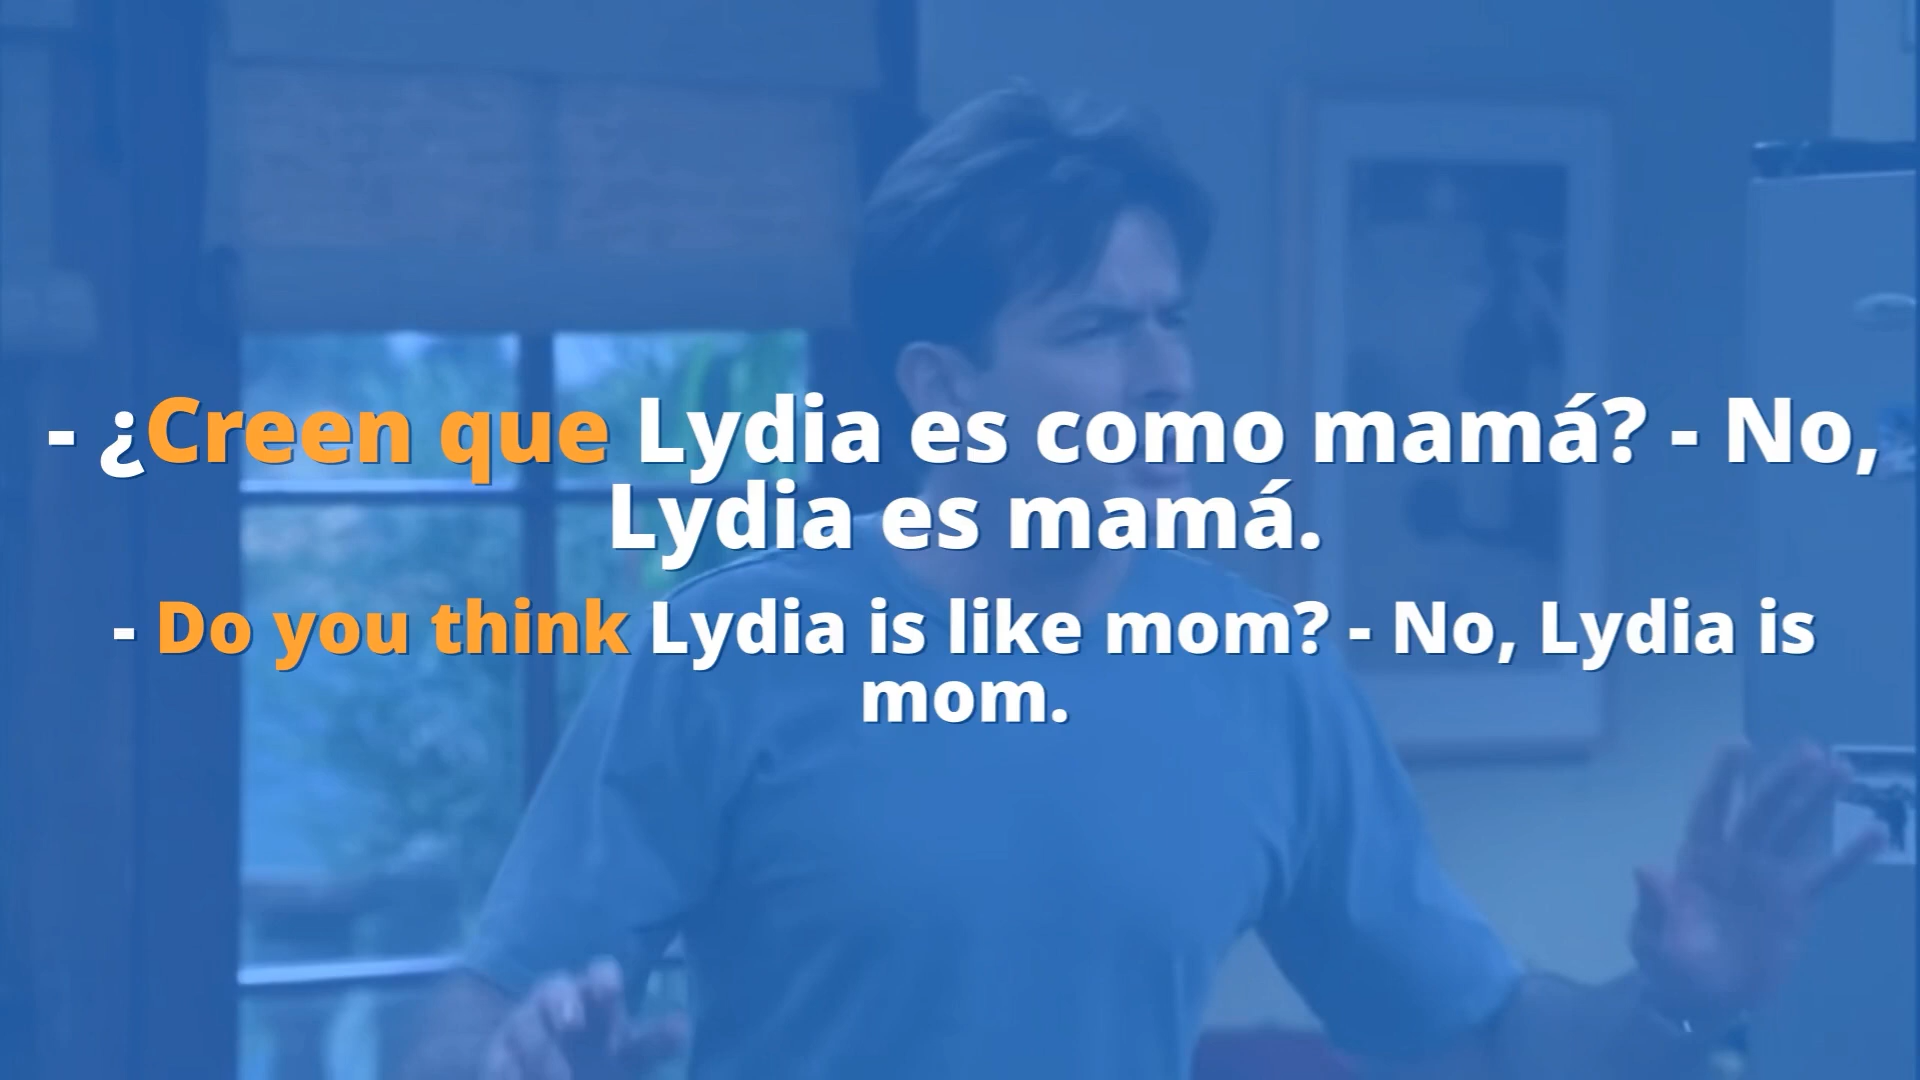 - ¿Creen que Lydia es como mamá? - No,
Lydia es mamá.
- Do you think Lydia is like mom? - No, Lydia is
mom.